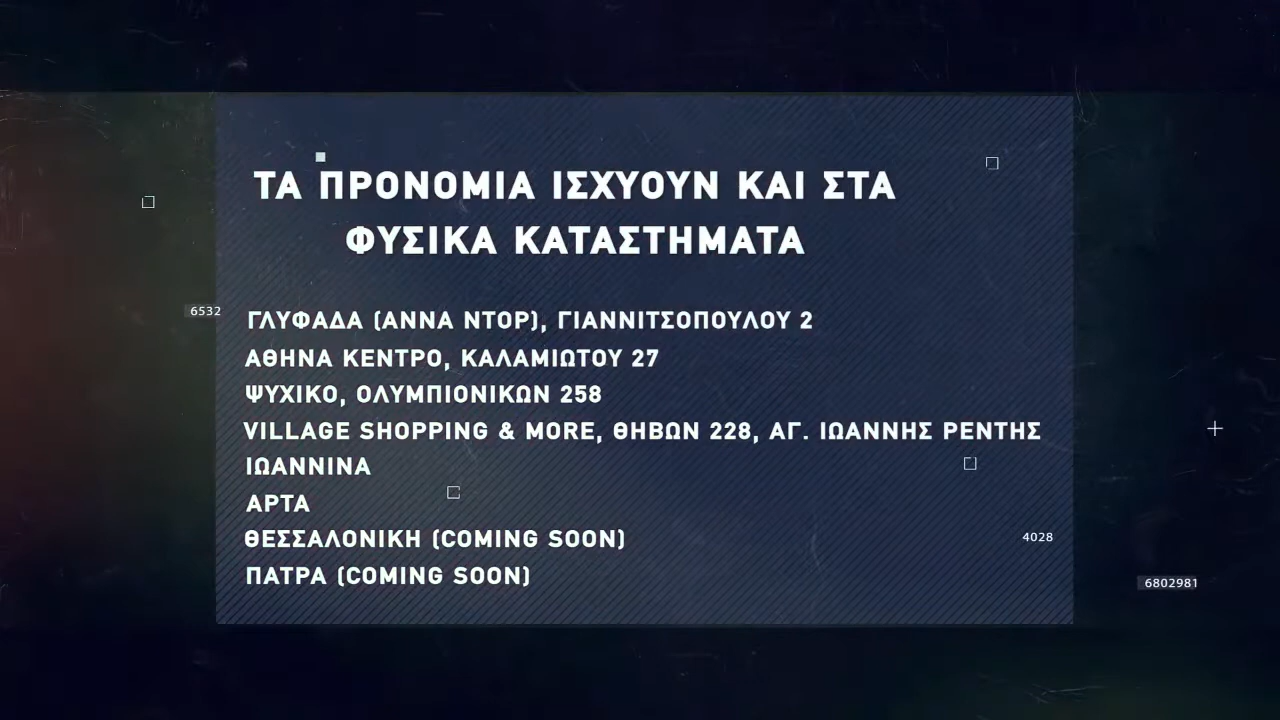 ΤΑ ΠΡΟΝΟΜΙΑ ΙΣΧΥΟΥΝ ΚΑΙ ΣΤΑ
ΦΥΣΙΚΑ ΚΑΤΑΣΤΗΜΑΤΑ
6532
ΓΛΥΦΑΔΑ (ΑΝΝΑ ΝΤΟΡ), ΓΙΑΝΝΙΤΣΟΠΟΥΛΟΥ 2
ΑΘΗΝΑ ΚΕΝΤΡΟ, ΚΑΛΑΜΙΩΤΟΥ 27
ΨΥΧΙΚΟ, ΟΛΥΜΠΙΟΝΙΚΩΝ 258
VILLAGE SHOPPING & MORE, ΘΗΒΩΝ 228, ΑΓ. ΙΩΑΝΝΗΣ ΡΕΝΤΗΣ
ΙΩΑΝΝΙΝΑ
ΑΡΤΑ
ΘΕΣΣΑΛΟΝΙΚΗ (COMING SOON)
4028
ΠΑΤΡΑ (COMING SOON)
6802981